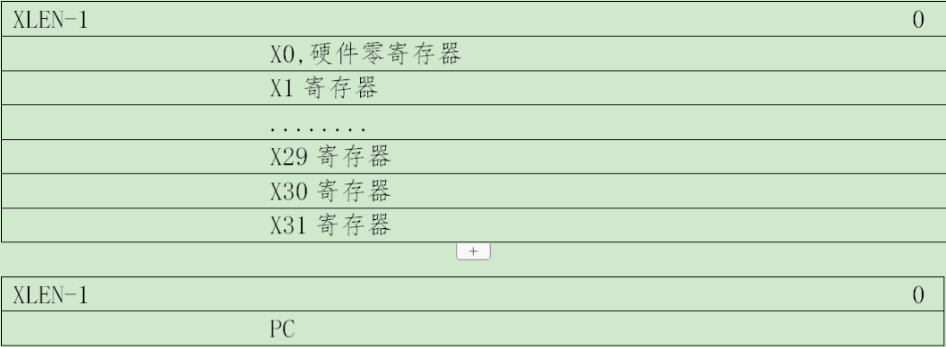 XLEN-1 0
X0,硬件零寄存器
X1 寄存器
........
X29 寄存器
X30 寄存器
X31 寄存器
+
XLEN-1 0
PC